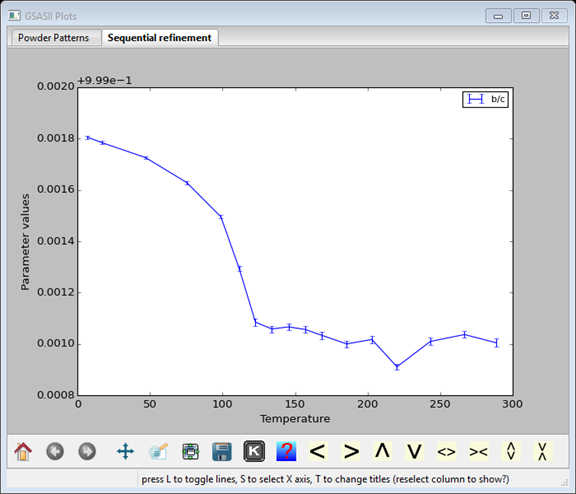 GSASII Plots
Powder Patterns
Sequential refinement
+9.99e−1
b/c
0.0020
0.0018
0.0016
0.0014
0.0012
0.0010
0.0008
Parameter values
0 50 100 150 200 250 300
Temperature
K ? < > Λ V <> ><
press L to toggle lines, S to select X axis, T to change titles (reselect column to show?)